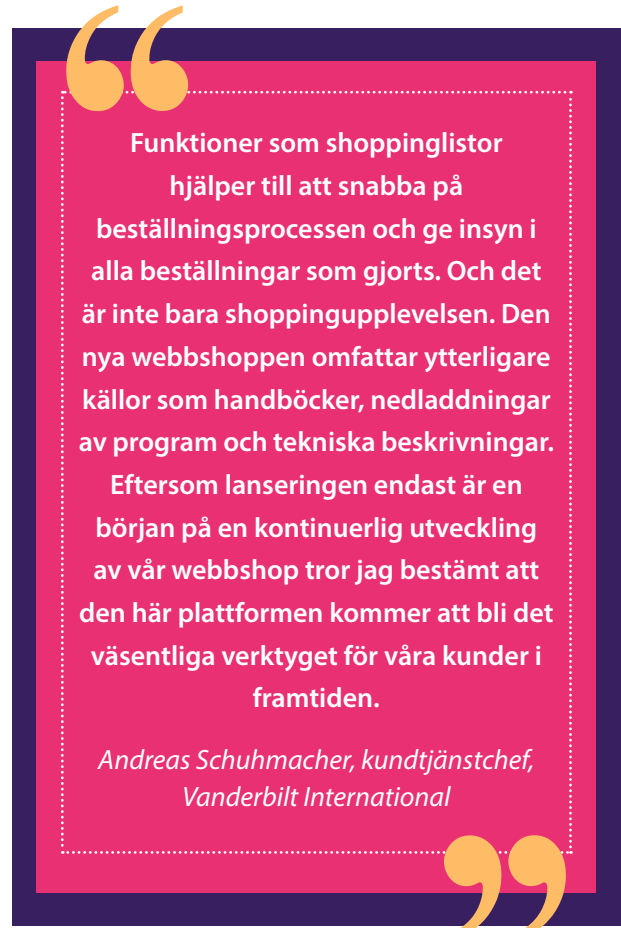 “
Funktioner som shoppinglistor
hjälper till att snabba på
beställningsprocessen och ge insyn i
alla beställningar som gjorts. Och det
är inte bara shoppingupplevelsen. Den
nya webbshoppen omfattar ytterligare
källor som handböcker, nedladdningar
av program och tekniska beskrivningar.
Eftersom lanseringen endast är en
början på en kontinuerlig utveckling
av vår webbshop tror jag bestämt att
den här plattformen kommer att bli det
väsentliga verktyget för våra kunder i
framtiden.
Andreas Schuhmacher, kundtjänstchef,
Vanderbilt International
”